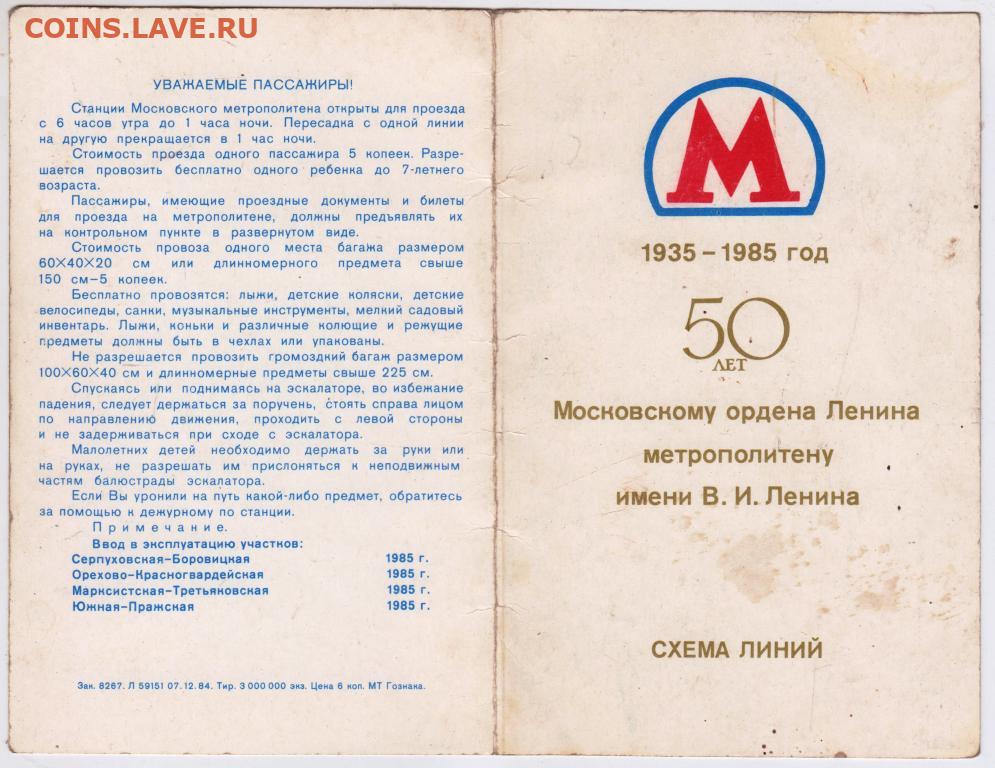 COINS.LAVE.RU
УВАЖАЕМЫЕ ПАССАЖИРЫ!
Станции Московского метрополитена открыты для проезда
с 6 часов утра до 1 часа ночи. Пересадка с одной линии
на другую прекращается в 1 час ночи.
Стоимость проезда одного пассажира 5 копеек. Разре-
шается провозить бесплатно одного ребенка до 7-летнего
возраста.
Пассажиры, имеющие проездные документы и билеты
для проезда на метрополитене, должны предъявлять их
на контрольном пункте в развернутом виде.
Стоимость провоза одного места багажа размером
60×40×20 см или длинномерного предмета свыше
150 см–5 копеек.
Бесплатно провозятся: лыжи, детские коляски, детские
велосипеды, санки, музыкальные инструменты, мелкий садовый
инвентарь. Лыжи, коньки и различные колющие и режущие
предметы должны быть в чехлах или упакованы.
Не разрешается провозить громоздкий багаж размером
100×60×40 см и длинномерные предметы свыше 225 см.
Спускаясь или поднимаясь на эскалаторе, во избежание
падения, следует держаться за поручень, стоять справа лицом
по направлению движения, проходить с левой стороны
и не задерживаться при сходе с эскалатора.
Малолетних детей необходимо держать за руки или
на руках, не разрешать им прислоняться к неподвижным
частям балюстрады эскалатора.
Если Вы уронили на путь какой-либо предмет, обратитесь
за помощью к дежурному по станции.
Примечание.
Ввод в эксплуатацию участков:
Серпуховская–Боровицкая 1985 г.
Орехово–Красногвардейская 1985 г.
Марксистская–Третьяковская 1985 г.
Южная–Пражская 1985 г.
Зак. 8267. Л 59151 07.12.84. Тир. 3 000 000 экз. Цена 6 коп. МТ Гознака.
М
1935 – 1985 год
50
ЛЕТ
Московскому ордена Ленина
метрополитену
имени В. И. Ленина
СХЕМА ЛИНИЙ